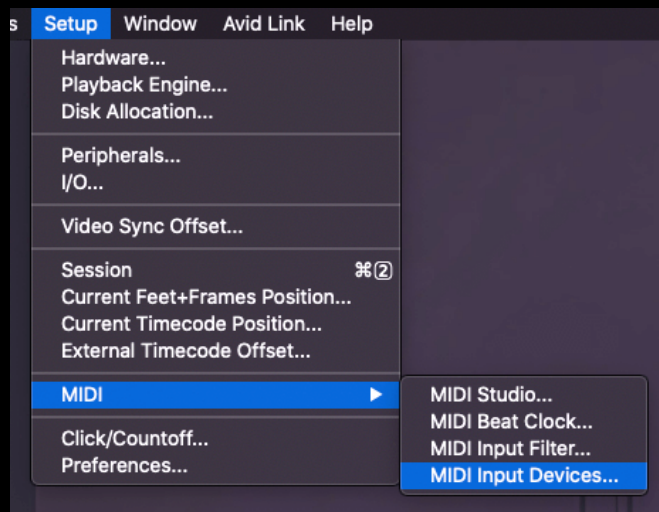 s Setup Window Avid Link Help
Hardware...
Playback Engine...
Disk Allocation...
Peripherals...
I/O...
Video Sync Offset...
Session ⌘2
Current Feet+Frames Position...
Current Timecode Position...
External Timecode Offset...
MIDI ▶
Click/Countoff...
Preferences...
MIDI Studio...
MIDI Beat Clock...
MIDI Input Filter...
MIDI Input Devices...